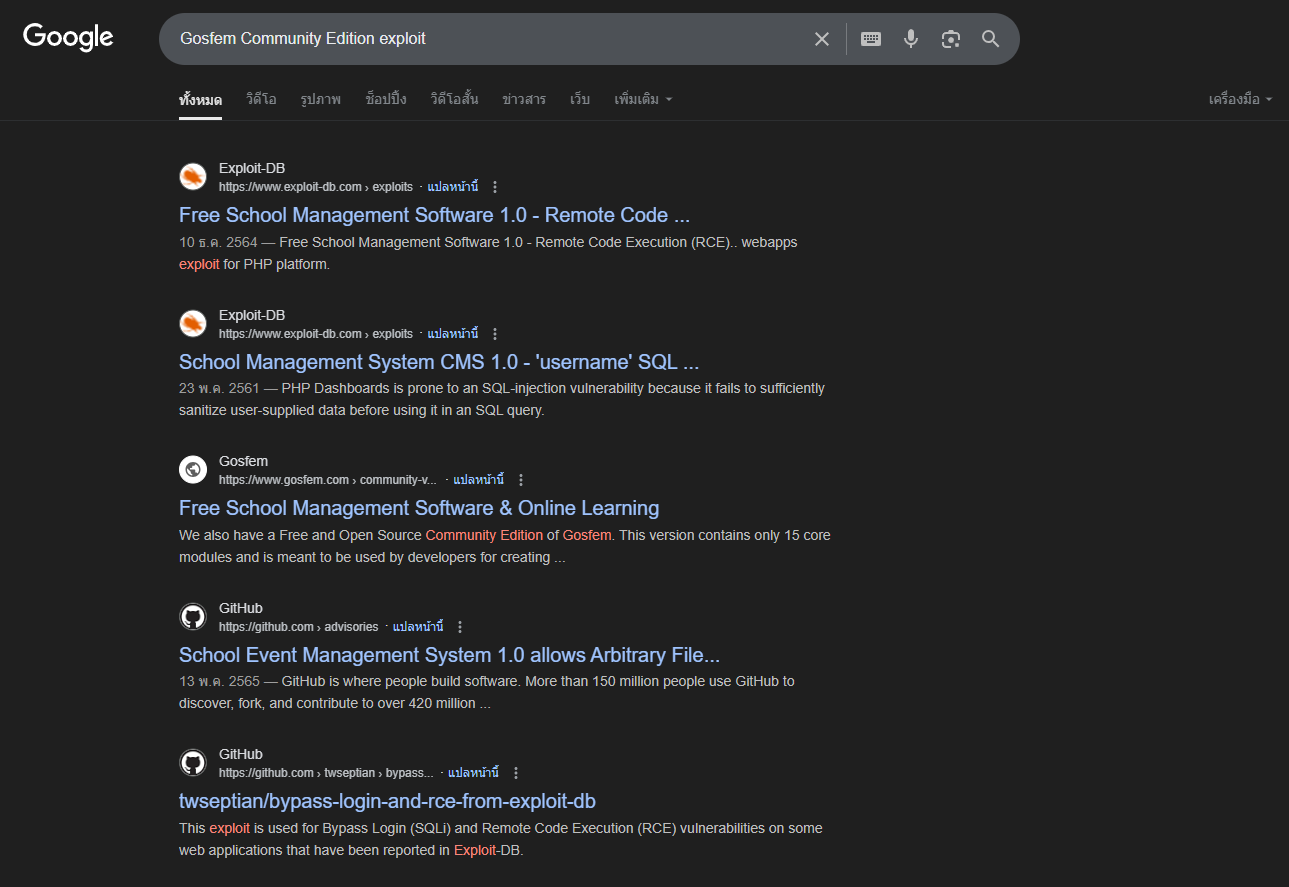 Google
Gosfem Community Edition exploit
ทั้งหมด วิดีโอ รูปภาพ ช็อปปิ้ง วิดีโอสั้น ข่าวสาร เว็บ เพิ่มเติม เครื่องมือ
Exploit-DB
https://www.exploit-db.com › exploits · แปลหน้านี้
Free School Management Software 1.0 - Remote Code ...
10 ธ.ค. 2564 — Free School Management Software 1.0 - Remote Code Execution (RCE).. webapps
exploit for PHP platform.
Exploit-DB
https://www.exploit-db.com › exploits · แปลหน้านี้
School Management System CMS 1.0 - 'username' SQL ...
23 พ.ค. 2561 — PHP Dashboards is prone to an SQL-injection vulnerability because it fails to sufficiently
sanitize user-supplied data before using it in an SQL query.
Gosfem
https://www.gosfem.com › community-v... · แปลหน้านี้
Free School Management Software & Online Learning
We also have a Free and Open Source Community Edition of Gosfem. This version contains only 15 core
modules and is meant to be used by developers for creating ...
GitHub
https://github.com › advisories · แปลหน้านี้
School Event Management System 1.0 allows Arbitrary File...
13 พ.ค. 2565 — GitHub is where people build software. More than 150 million people use GitHub to
discover, fork, and contribute to over 420 million ...
GitHub
https://github.com › twseptian › bypass... · แปลหน้านี้
twseptian/bypass-login-and-rce-from-exploit-db
This exploit is used for Bypass Login (SQLi) and Remote Code Execution (RCE) vulnerabilities on some
web applications that have been reported in Exploit-DB.